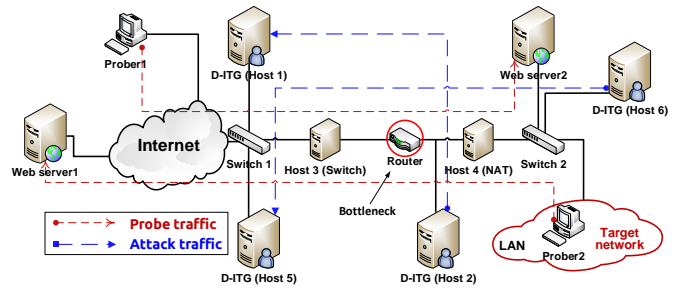 Prober1
D-ITG (Host 1)
Web server2
D-ITG (Host 6)
Internet
Web server1
Switch 1
Host 3 (Switch)
Router
Host 4 (NAT)
Switch 2
Bottleneck
Probe traffic
Attack traffic
D-ITG (Host 5)
D-ITG (Host 2)
LAN
Target
network
Prober2